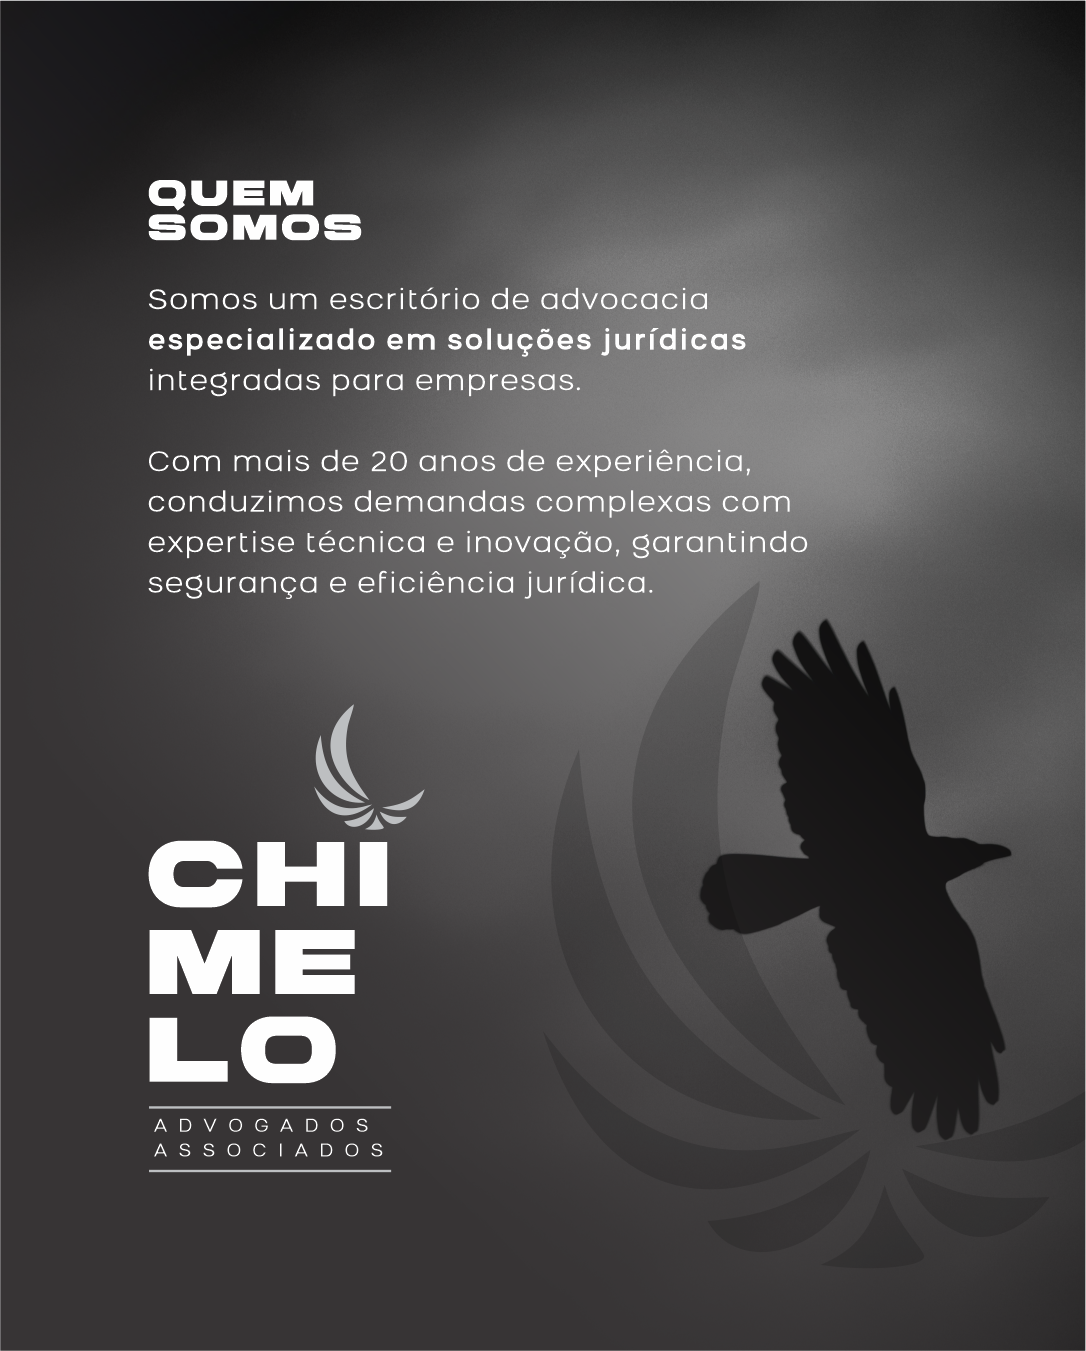 QUEM
SOMOS
Somos um escritório de advocacia
especializado em soluções jurídicas
integradas para empresas.
Com mais de 20 anos de experiência,
conduzimos demandas complexas com
expertise técnica e inovação, garantindo
segurança e eficiência jurídica.
CHI
ME
LO
ADVOGADOS
ASSOCIADOS